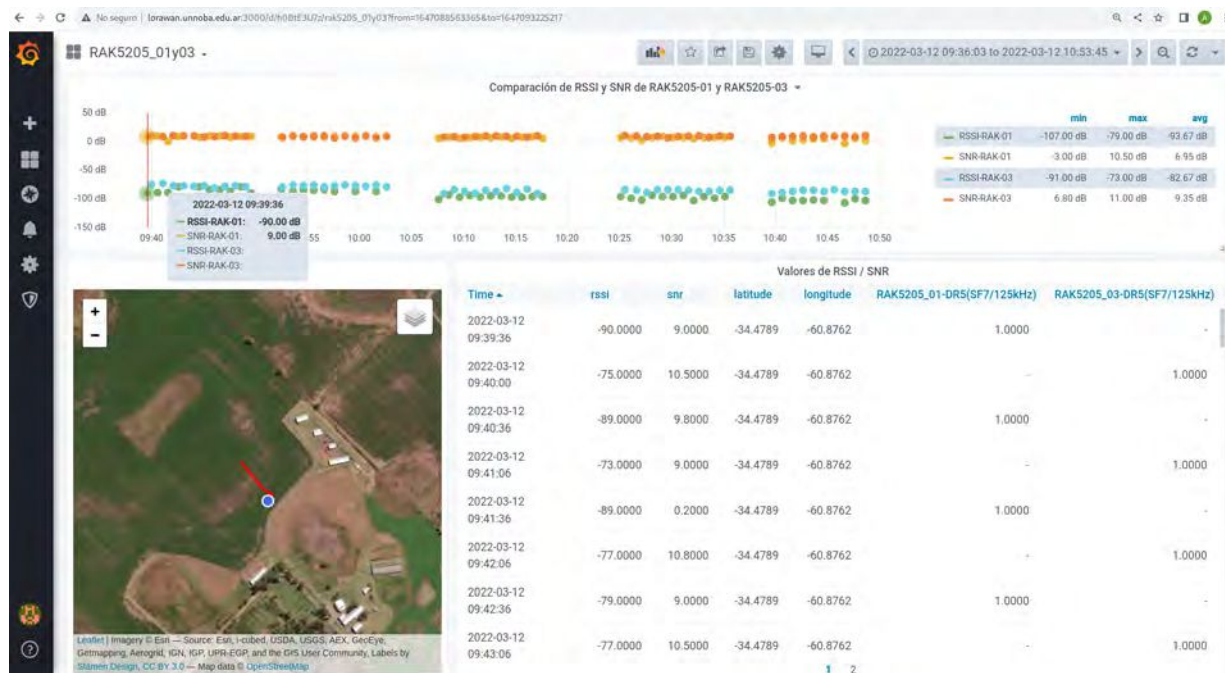 No seguro | lorawan.unnoba.edu.ar:3000/d/h0BtE3U7z/rak5205_01y03?from=1647088563365&to=1647093225217
RAK5205_01y03
2022-03-12 09:36:03 to 2022-03-12 10:53:45
Comparación de RSSI y SNR de RAK5205-01 y RAK5205-03
50 dB
0 dB
-50 dB
-100 dB
-150 dB
09:40 55 10:00 10:05 10:10 10:15 10:20 10:25 10:30 10:35 10:40 10:45 10:50
2022-03-12 09:39:36
RSSI-RAK-01: -90.00 dB
SNR-RAK-01: 9.00 dB
RSSI-RAK-03:
SNR-RAK-03:
min max avg
RSSI-RAK-01 -107.00 dB -79.00 dB -93.67 dB
SNR-RAK-01 -3.00 dB 10.50 dB 6.95 dB
RSSI-RAK-03 -91.00 dB -73.00 dB -82.67 dB
SNR-RAK-03 6.80 dB 11.00 dB 9.35 dB
+
-
Leaflet | Imagery © Esri — Source: Esri, i-cubed, USDA, USGS, AEX, GeoEye,
Getmapping, Aerogrid, IGN, IGP, UPR-EGP, and the GIS User Community, Labels by
Stamen Design, CC BY 3.0 — Map data © OpenStreetMap
Valores de RSSI / SNR
Time rssi snr latitude longitude RAK5205_01-DR5(SF7/125kHz) RAK5205_03-DR5(SF7/125kHz)
2022-03-12
09:39:36 -90.0000 9.0000 -34.4789 -60.8762 1.0000 -
2022-03-12
09:40:00 -75.0000 10.5000 -34.4789 -60.8762 - 1.0000
2022-03-12
09:40:36 -89.0000 9.8000 -34.4789 -60.8762 1.0000 -
2022-03-12
09:41:06 -73.0000 9.0000 -34.4789 -60.8762 - 1.0000
2022-03-12
09:41:36 -89.0000 0.2000 -34.4789 -60.8762 1.0000 -
2022-03-12
09:42:06 -77.0000 10.8000 -34.4789 -60.8762 - 1.0000
2022-03-12
09:42:36 -79.0000 9.0000 -34.4789 -60.8762 1.0000 -
2022-03-12
09:43:06 -77.0000 10.5000 -34.4789 -60.8762 - 1.0000
1 2